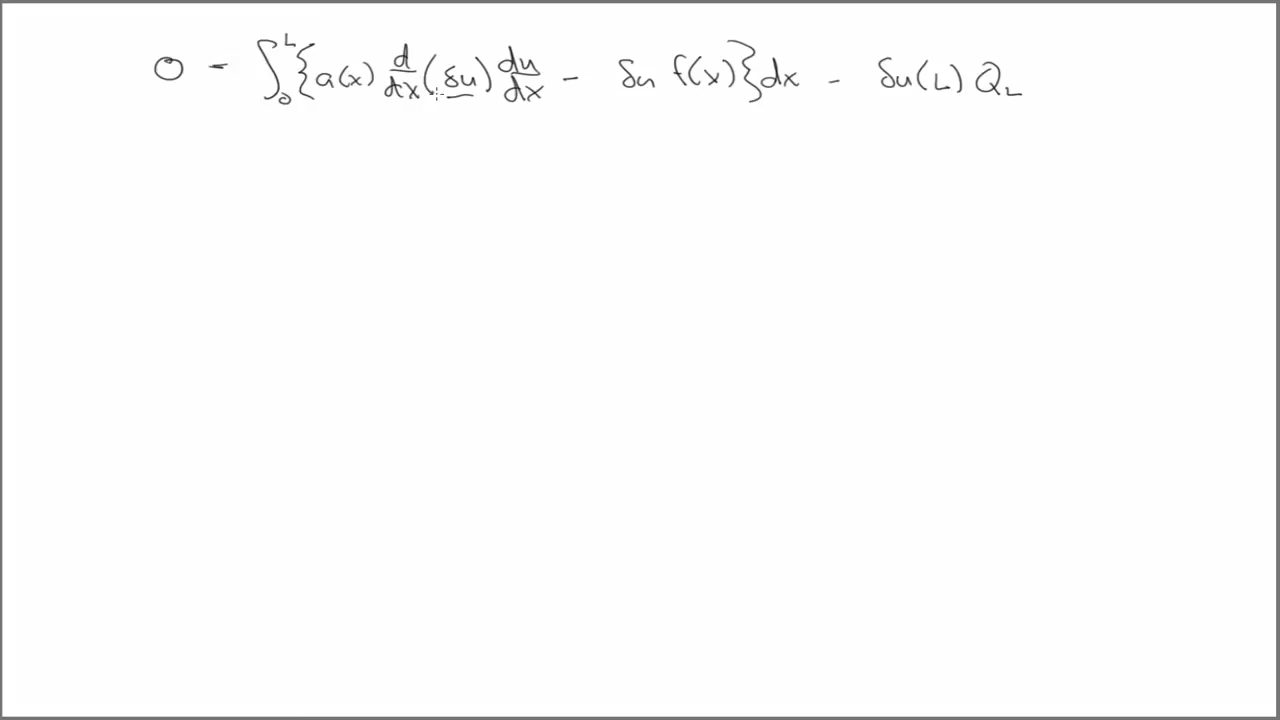 0 = ∫₀ᴸ { a(x) d/dx (δu) du/dx - δu f(x) } dx - δu(L) Q_L